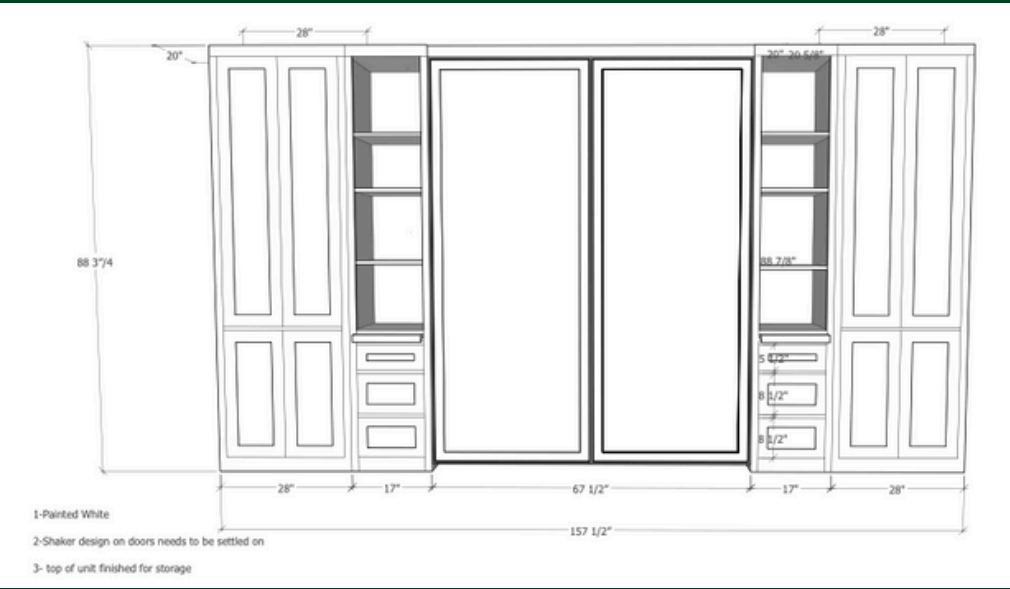 28"
28"
20"
20" 20 5/8"
88 3"/4
88 7/8"
5 1/2"
8 1/2"
8 1/2"
28" 17" 67 1/2" 17" 28"
157 1/2"
1-Painted White
2-Shaker design on doors needs to be settled on
3- top of unit finished for storage